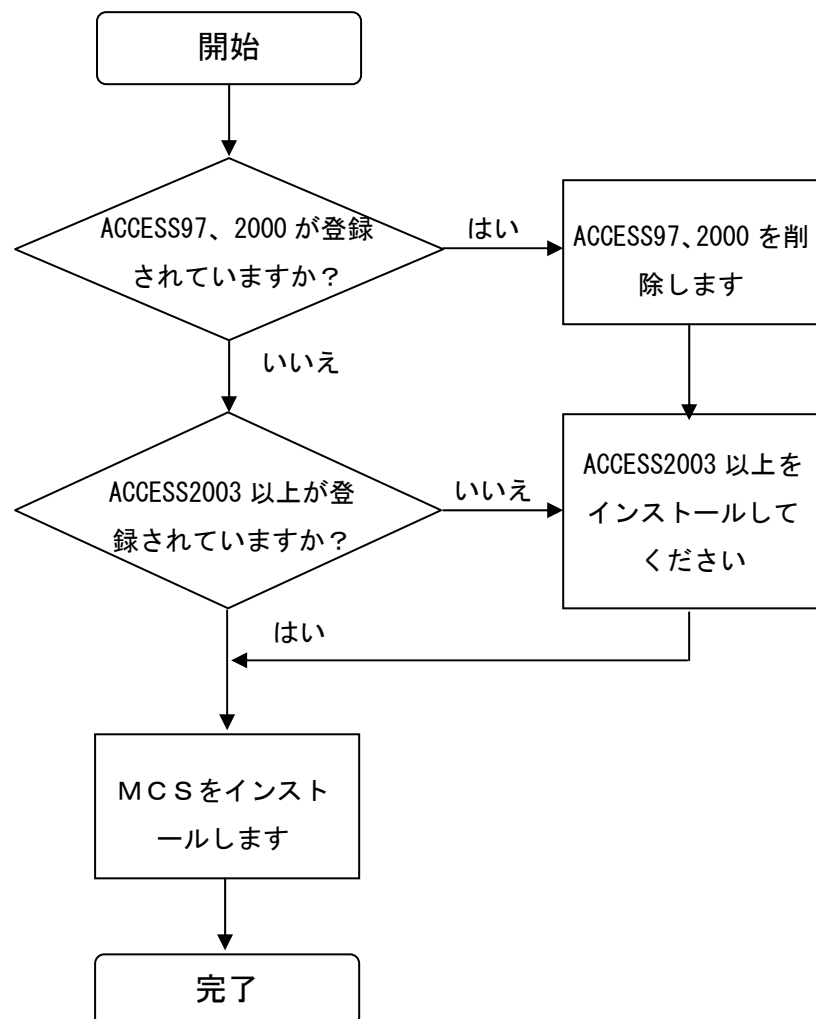 開始
ACCESS97、2000 が登録
されていますか？
はい
ACCESS97、2000 を削
除します
いいえ
ACCESS2003 以上が登
録されていますか？
いいえ
ACCESS2003 以上を
インストールして
ください
はい
ＭＣＳをインスト
ールします
完了